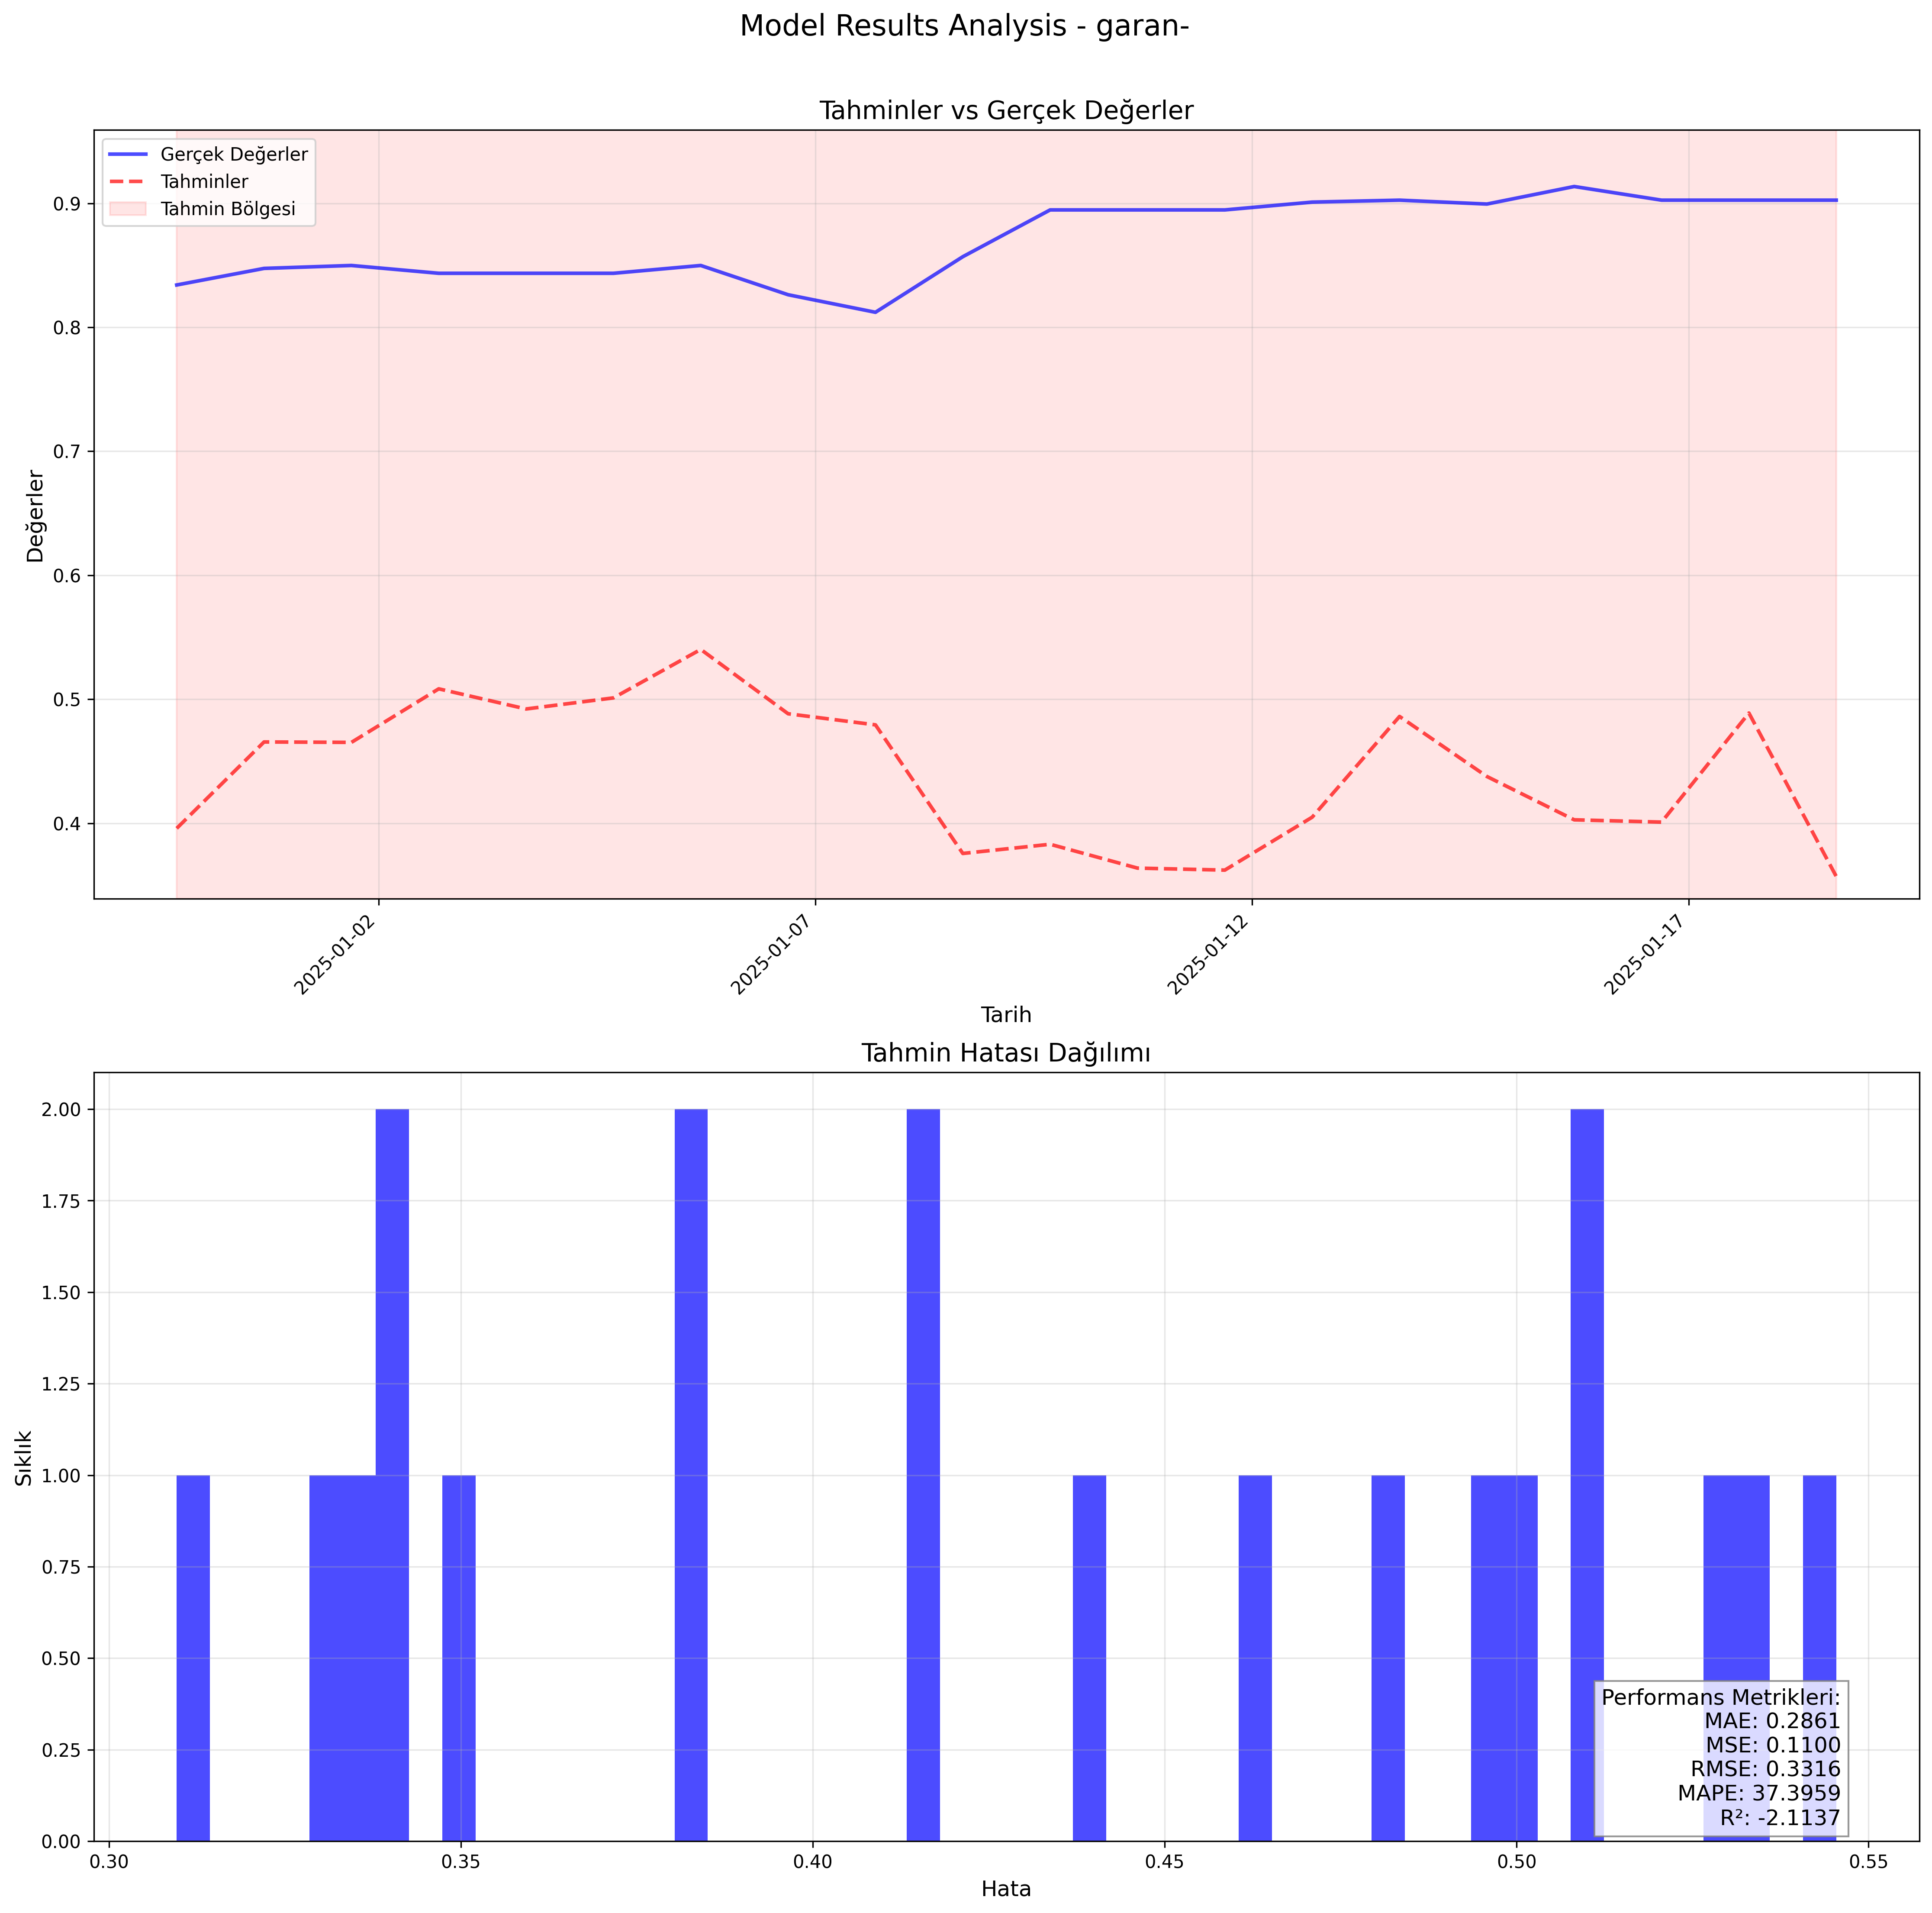 Model Results Analysis - garan-
Tahminler vs Gerçek Değerler
Gerçek Değerler
Tahminler
Tahmin Bölgesi
Değerler
0.9
0.8
0.7
0.6
0.5
0.4
2025-01-02
2025-01-07
2025-01-12
2025-01-17
Tarih
Tahmin Hatası Dağılımı
Sıklık
2.00
1.75
1.50
1.25
1.00
0.75
0.50
0.25
0.00
Performans Metrikleri:
MAE: 0.2861
MSE: 0.1100
RMSE: 0.3316
MAPE: 37.3959
R²: -2.1137
0.30
0.35
0.40
0.45
0.50
0.55
Hata